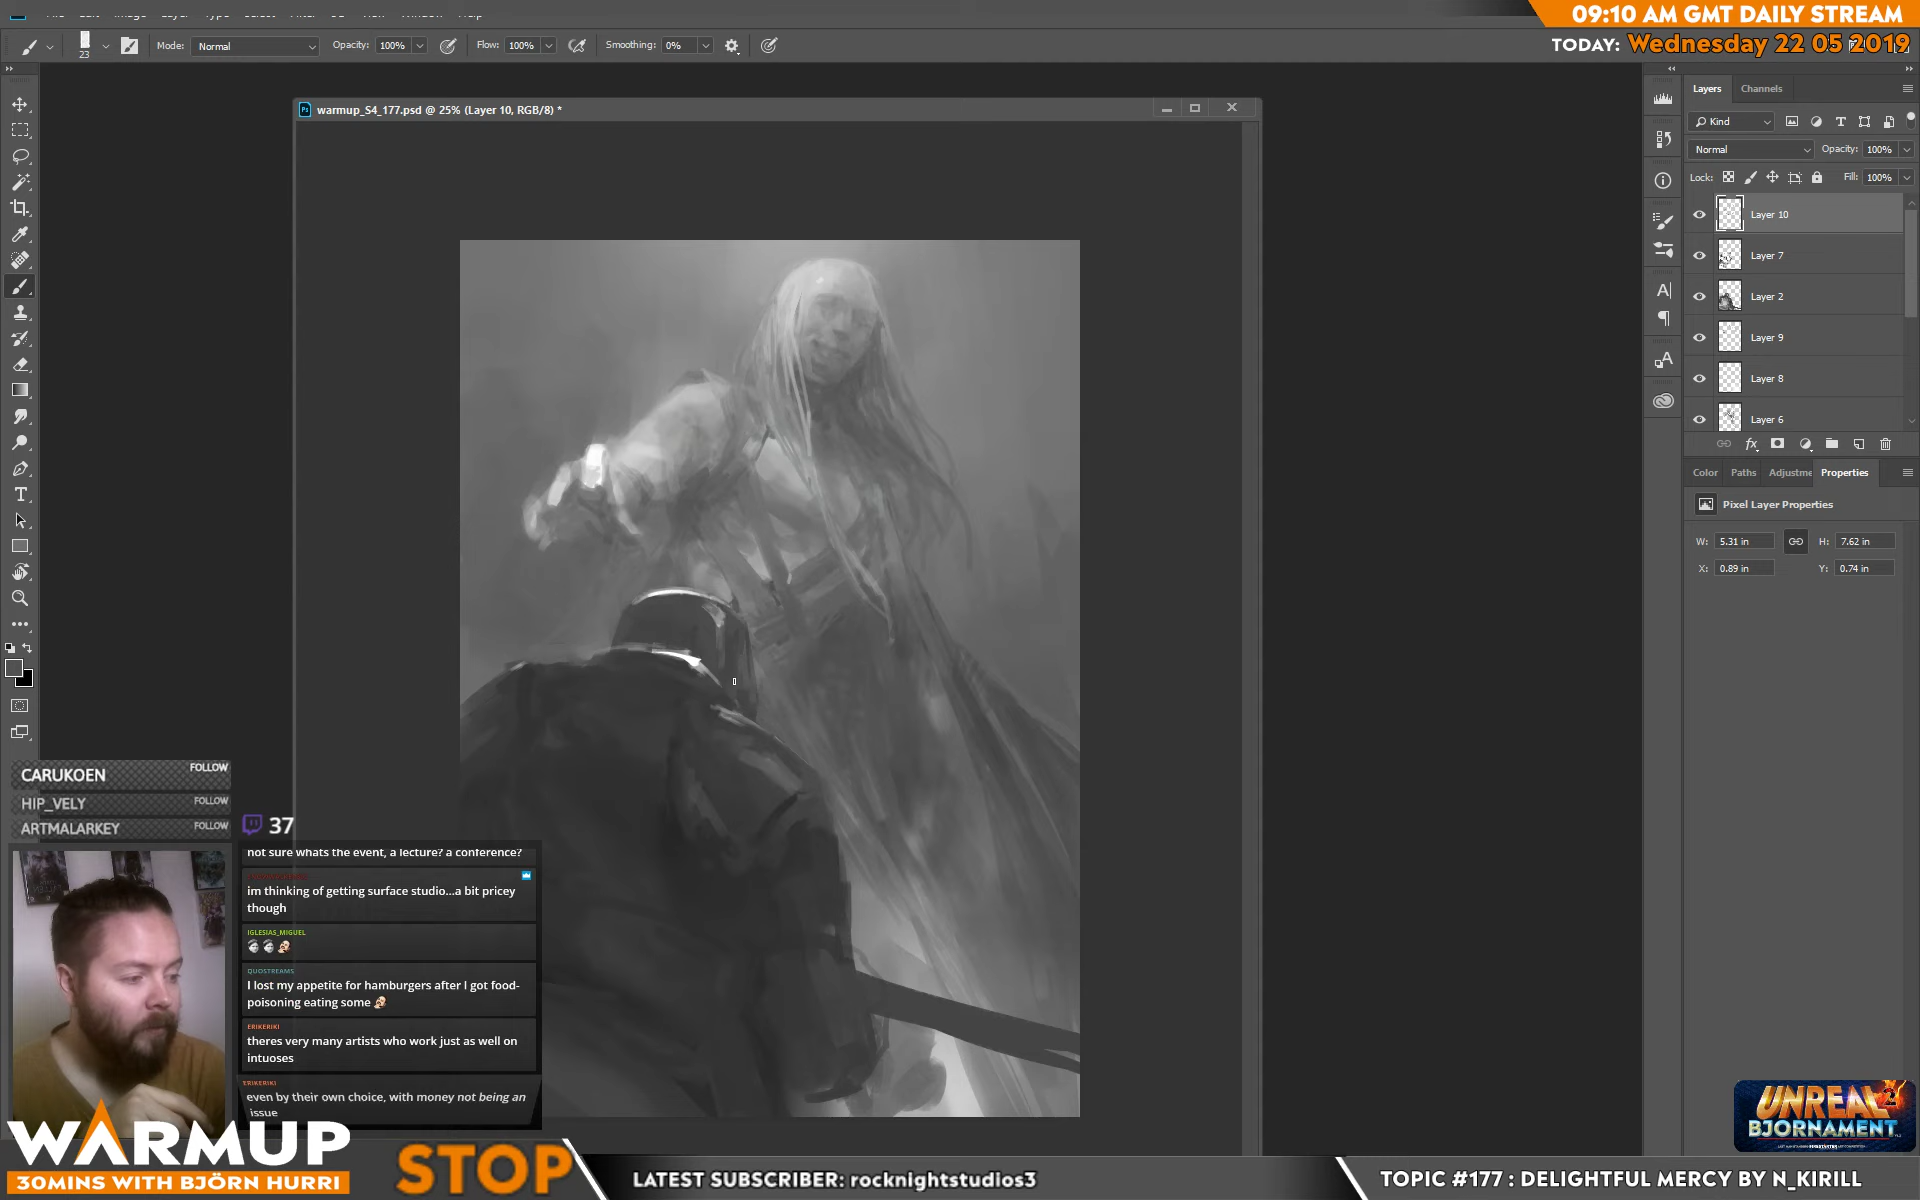 09:10 AM GMT DAILY STREAM
TODAY: Wednesday 22 05 2019
23
Mode: Normal
Opacity: 100%
Flow: 100%
Smoothing: 0%
warmup_S4_177.psd @ 25% (Layer 10, RGB/8) *
Layers
Channels
Kind
Normal
Opacity: 100%
Lock:
Fill: 100%
Layer 10
Layer 7
Layer 2
Layer 9
Layer 8
Layer 6
Color
Paths
Adjustme
Properties
Pixel Layer Properties
W: 5.31 in
H: 7.62 in
X: 0.89 in
Y: 0.74 in
CARUKOEN FOLLOW
HIP_VELY FOLLOW
ARTMALARKEY FOLLOW
37
not sure whats the event, a lecture? a conference?
im thinking of getting surface studio...a bit pricey
though
IGLESIAS_MIGUEL
QUOSTREAMS
I lost my appetite for hamburgers after I got food-
poisoning eating some
ERIKERIKI
theres very many artists who work just as well on
intuoses
ERIKERIKI
even by their own choice, with money not being an
issue
WARMUP
30MINS WITH BJÖRN HURRI
STOP
LATEST SUBSCRIBER: rocknightstudios3
UNREAL 2
BJORNAMENT
TOPIC #177 : DELIGHTFUL MERCY BY N_KIRILL